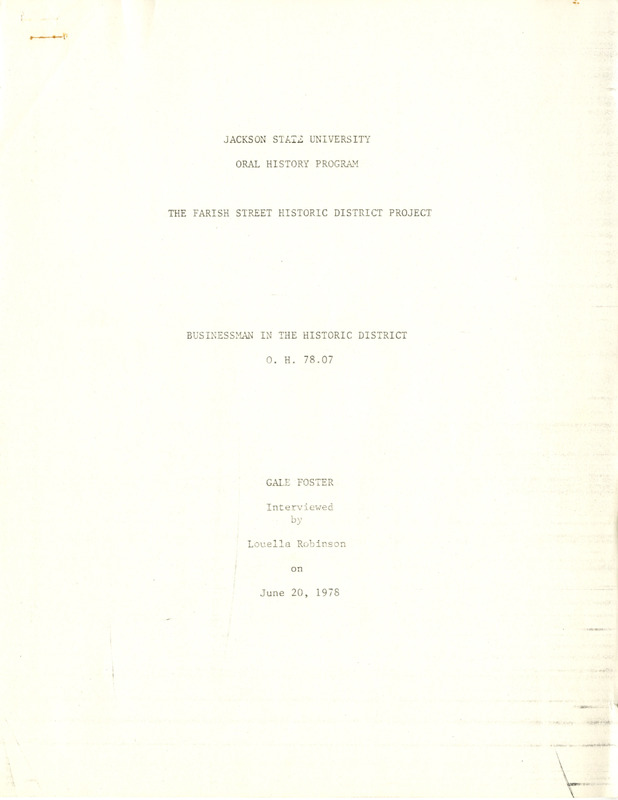 JACKSON STATE UNIVERSITY
ORAL HISTORY PROGRAM
THE FARISH STREET HISTORIC DISTRICT PROJECT
BUSINESSMAN IN THE HISTORIC DISTRICT
O. H. 78.07
GALE FOSTER
Interviewed
by
Louella Robinson
on
June 20, 1978